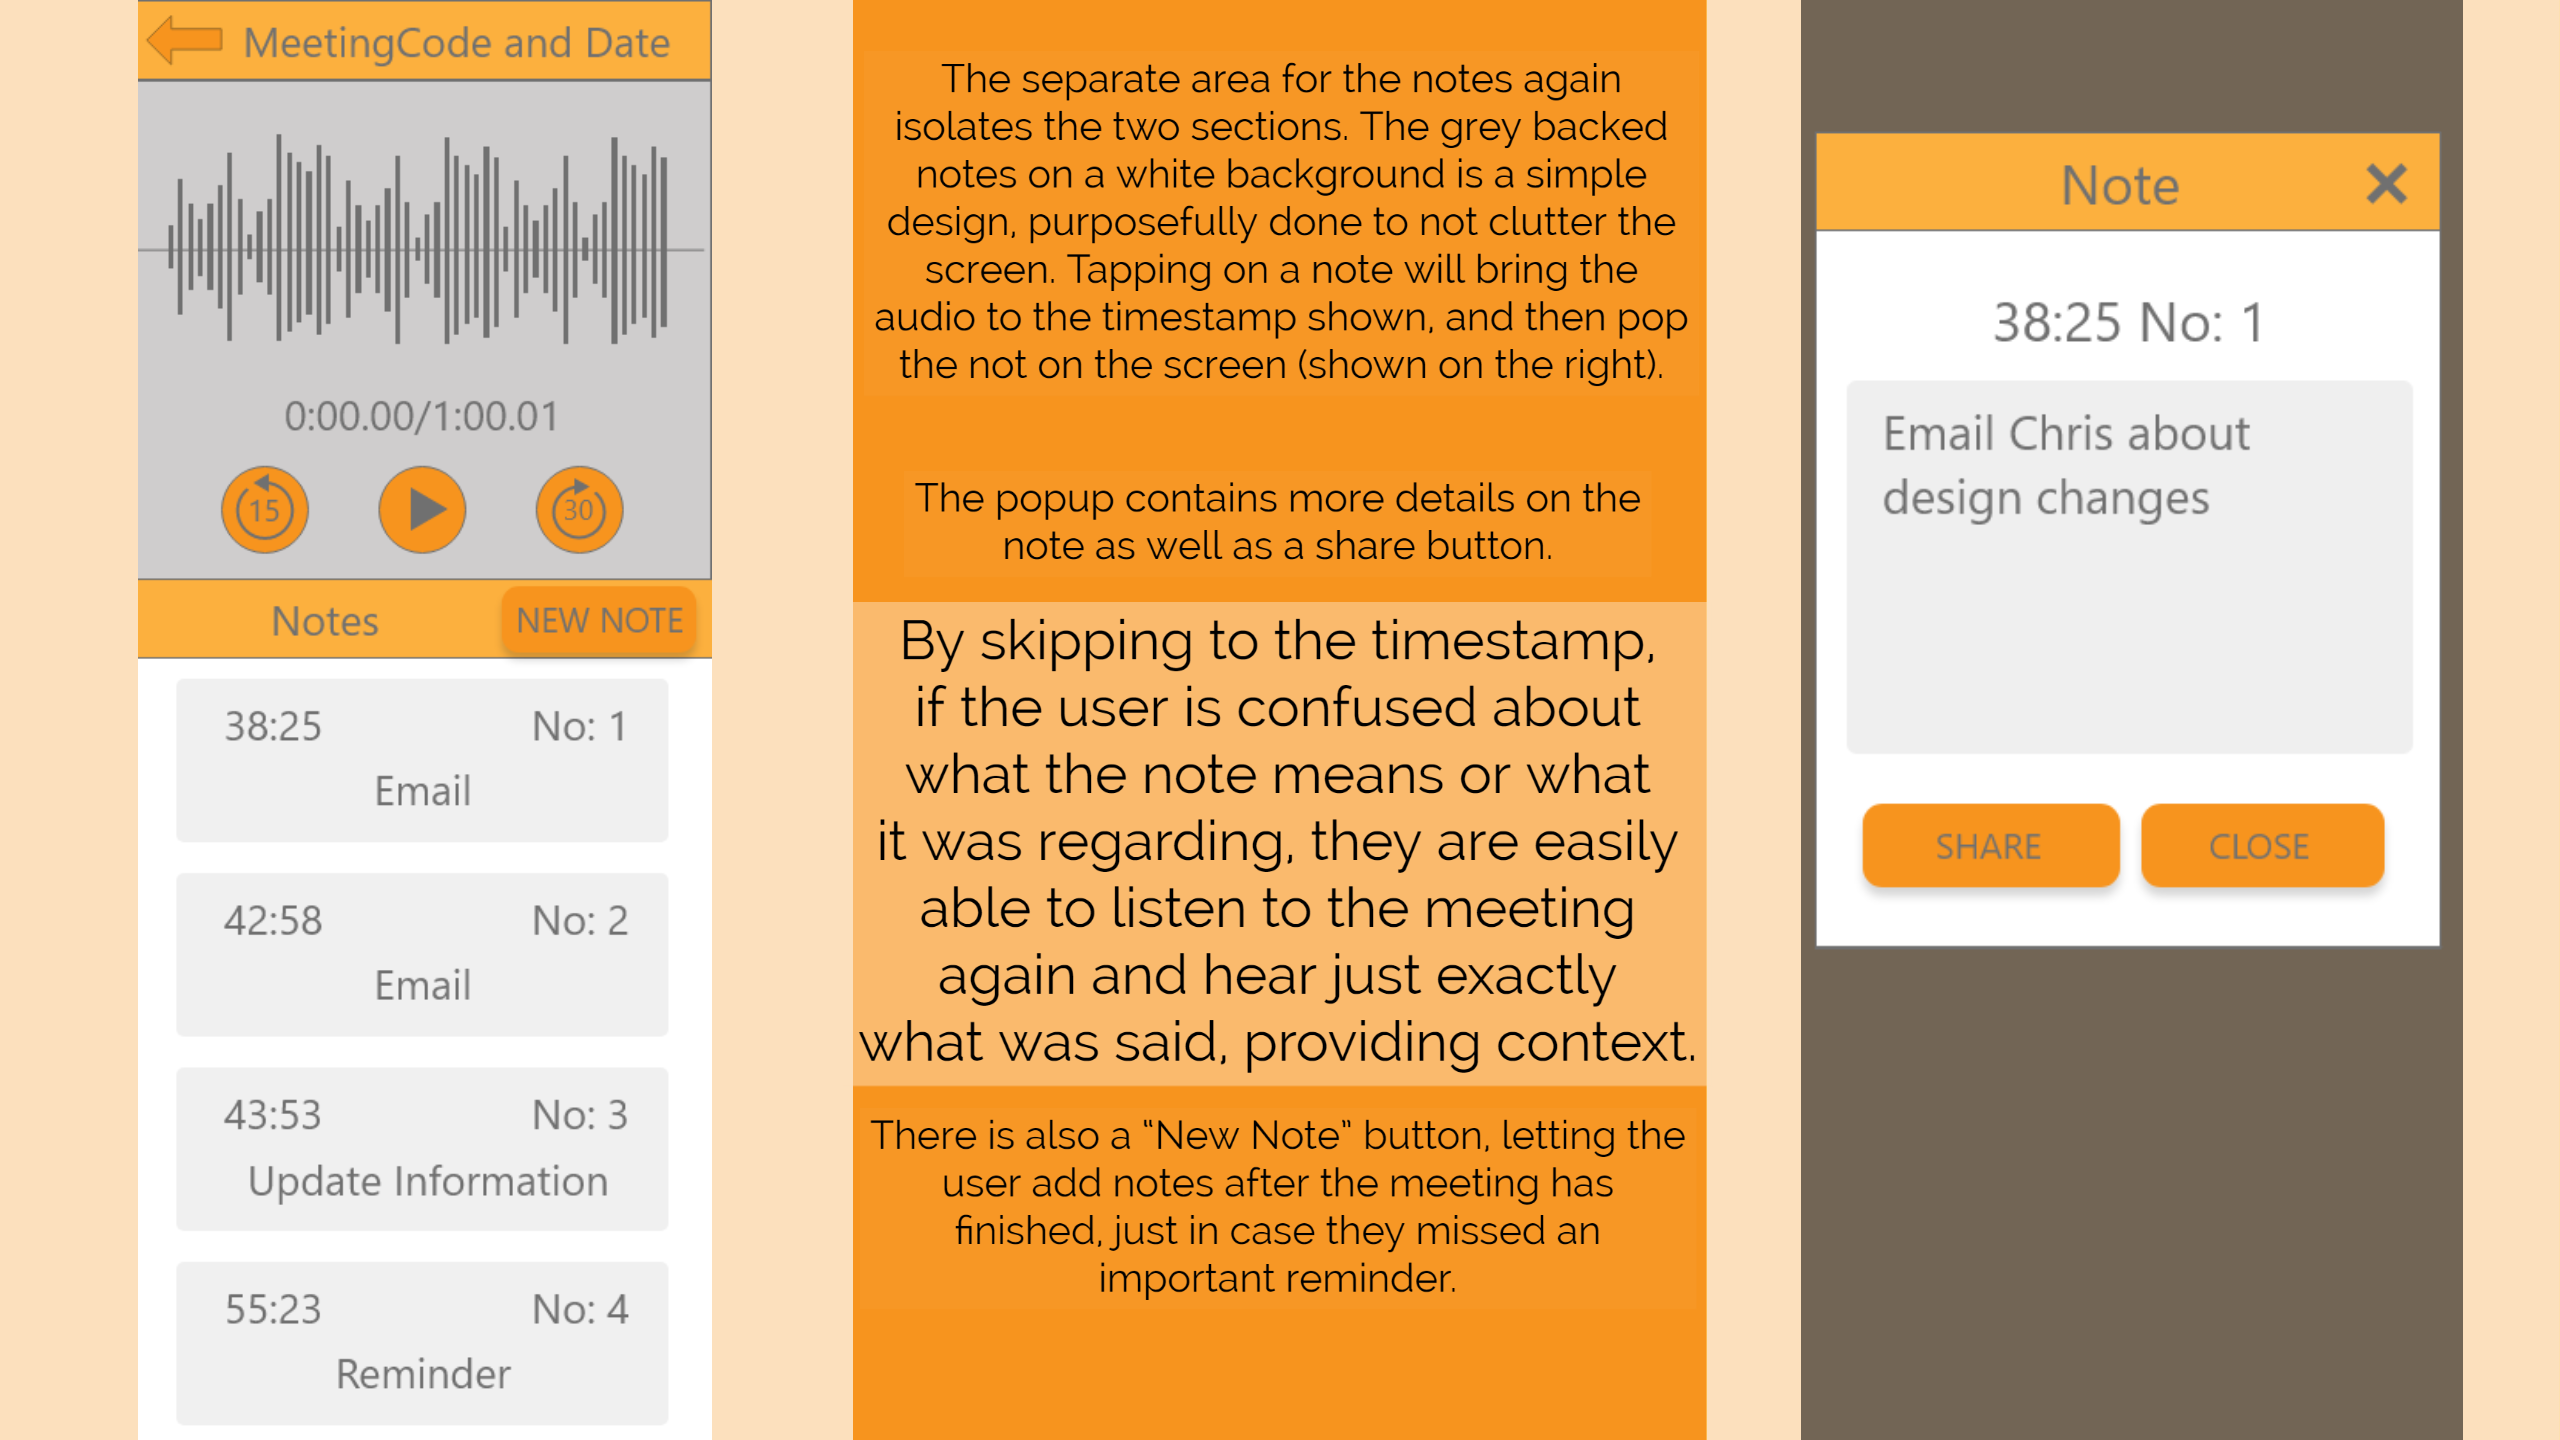 MeetingCode and Date
0:00.00/1:00.01
15
30
Notes
NEW NOTE
38:25 No: 1
Email
42:58 No: 2
Email
43:53 No: 3
Update Information
55:23 No: 4
Reminder
The separate area for the notes again
isolates the two sections. The grey backed
notes on a white background is a simple
design, purposefully done to not clutter the
screen. Tapping on a note will bring the
audio to the timestamp shown, and then pop
the not on the screen (shown on the right).
The popup contains more details on the
note as well as a share button.
By skipping to the timestamp,
if the user is confused about
what the note means or what
it was regarding, they are easily
able to listen to the meeting
again and hear just exactly
what was said, providing context.
There is also a “New Note” button, letting the
user add notes after the meeting has
finished, just in case they missed an
important reminder.
Note
38:25 No: 1
Email Chris about
design changes
SHARE
CLOSE